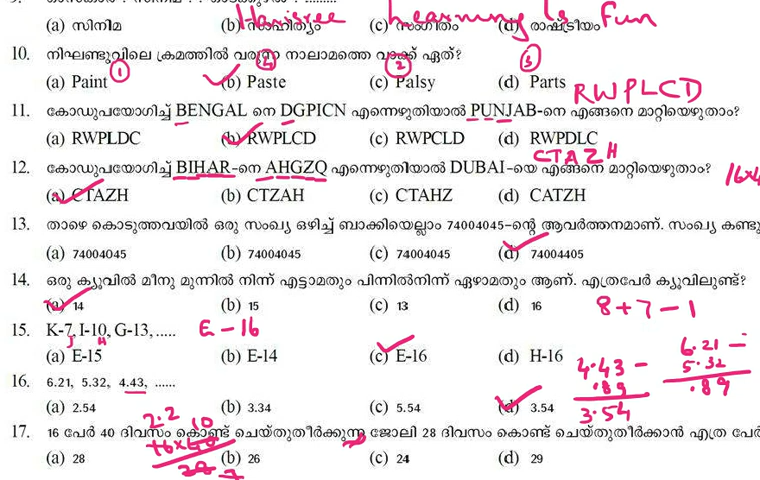 (a) സിനിമ (b) സാഹിത്യം (c) സംഗീതം (d) രാഷ്ട്രീയം
Harisree Learning Is Fun
10. നിഘണ്ടുവിലെ ക്രമത്തിൽ വരുന്ന നാലാമത്തെ വാക്ക് ഏത്?
(a) Paint ① (b) Paste ④ (c) Palsy ② (d) Parts ③
RWPLCD
11. കോഡുപയോഗിച്ച് BENGAL നെ DGPICN എന്നെഴുതിയാൽ PUNJAB-നെ എങ്ങനെ മാറ്റിയെഴുതാം?
(a) RWPLDC (b) RWPLCD (c) RWPCLD (d) RWPDLC
CTAZH
12. കോഡുപയോഗിച്ച് BIHAR-നെ AHGZQ എന്നെഴുതിയാൽ DUBAI-യെ എങ്ങനെ മാറ്റിയെഴുതാം?
(a) CTAZH (b) CTZAH (c) CTAHZ (d) CATZH
13. താഴെ കൊടുത്തവയിൽ ഒരു സംഖ്യ ഒഴിച്ച് ബാക്കിയെല്ലാം 74004045-ന്റെ ആവർത്തനമാണ്. സംഖ്യ കണ്ടു
(a) 74004045 (b) 74004045 (c) 74004045 (d) 74004405
14. ഒരു ക്യൂവിൽ മീനു മുന്നിൽ നിന്ന് എട്ടാമതും പിന്നിൽനിന്ന് ഏഴാമതും ആണ്. എത്രപേർ ക്യൂവിലുണ്ട്?
(a) 14 (b) 15 (c) 13 (d) 16
8+7-1
15. K-7, I-10, G-13, .....
E-16
J H
(a) E-15 (b) E-14 (c) E-16 (d) H-16
16. 6.21, 5.32, 4.43, ......
6.21 -
5.32
.89
4.43 -
.89
3.54
(a) 2.54 (b) 3.34 (c) 5.54 (d) 3.54
17. 16 പേർ 40 ദിവസം കൊണ്ട് ചെയ്തുതീർക്കുന്ന ജോലി 28 ദിവസം കൊണ്ട് ചെയ്തുതീർക്കാൻ എത്ര പേർ
(a) 28 (b) 26 (c) 24 (d) 29